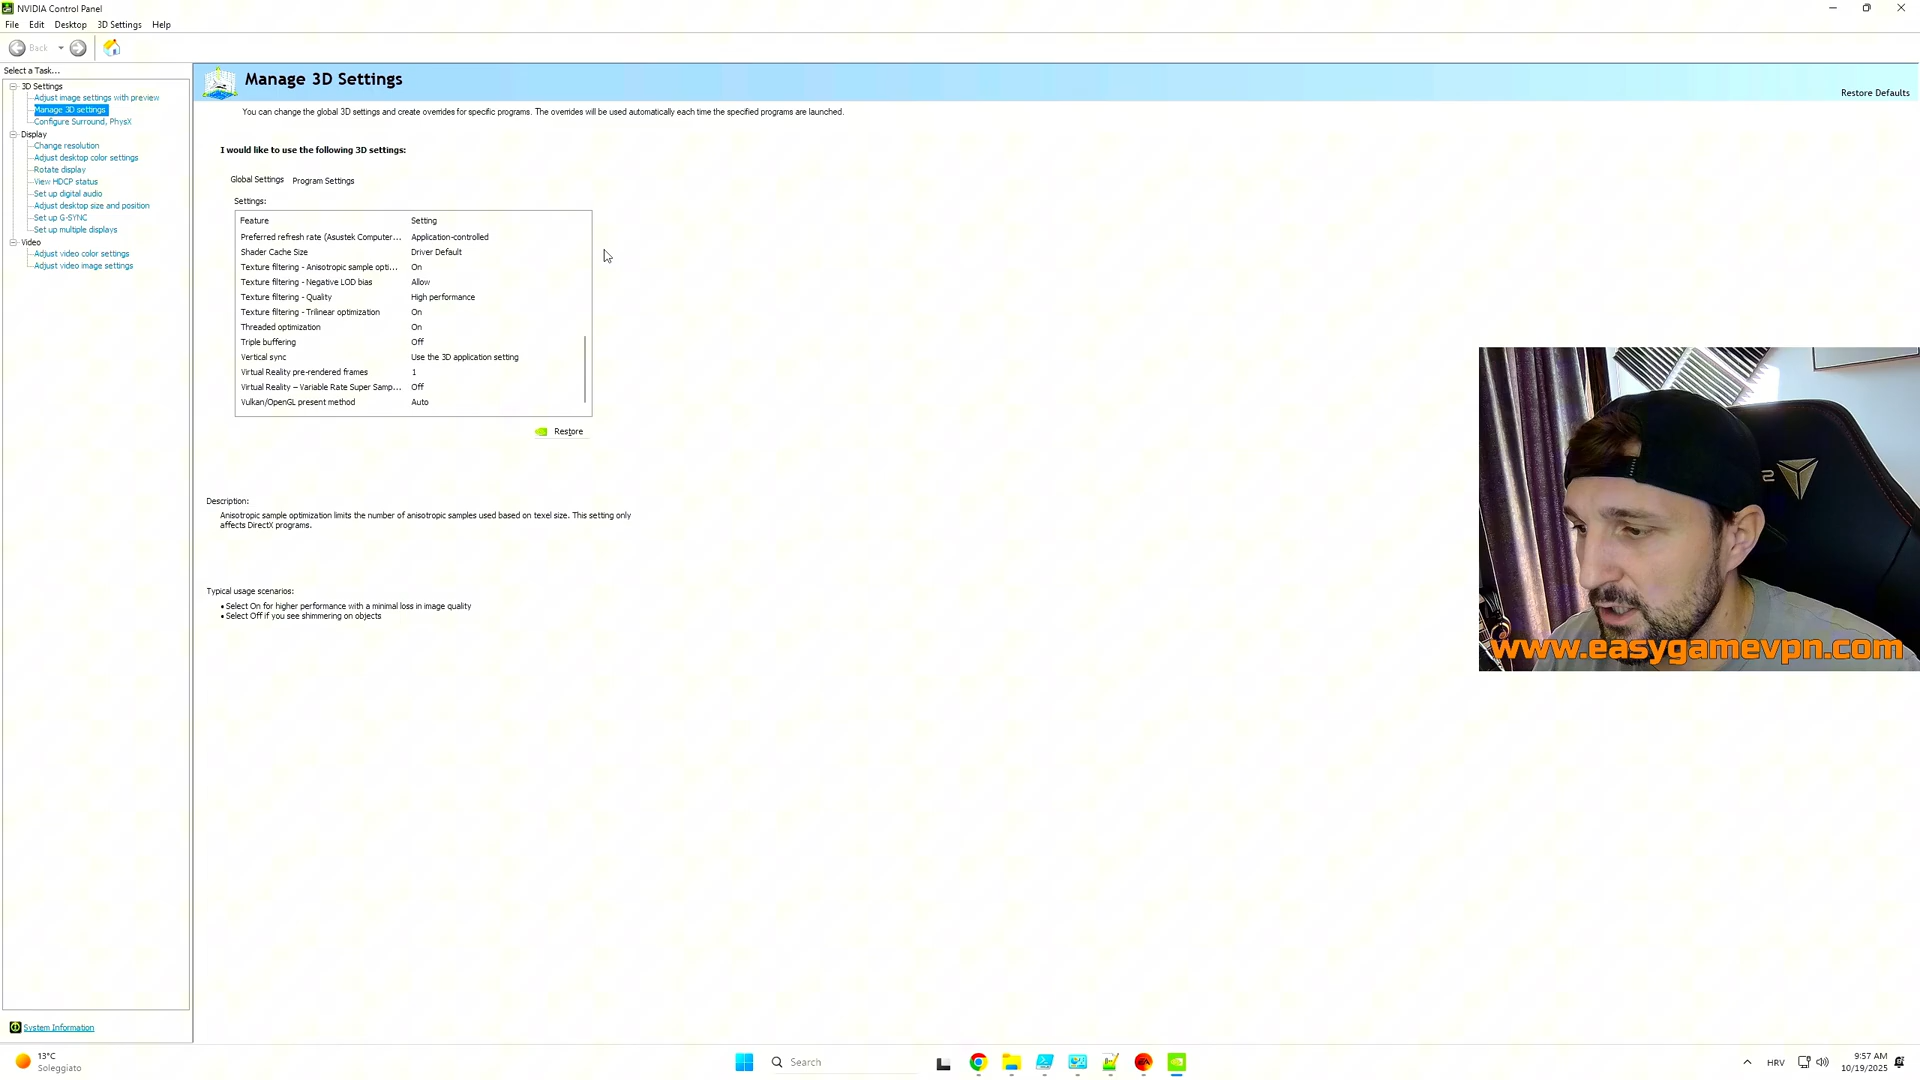 NVIDIA Control Panel
File Edit Desktop 3D Settings Help
Back
Select a Task...
3D Settings
Adjust image settings with preview
Manage 3D settings
Configure Surround, PhysX
Display
Change resolution
Adjust desktop color settings
Rotate display
View HDCP status
Set up digital audio
Adjust desktop size and position
Set up G-SYNC
Set up multiple displays
Video
Adjust video color settings
Adjust video image settings
System Information
Manage 3D Settings
Restore Defaults
You can change the global 3D settings and create overrides for specific programs. The overrides will be used automatically each time the specified programs are launched.
I would like to use the following 3D settings:
Global Settings Program Settings
Settings:
Feature Setting
Preferred refresh rate (Asustek Computer... Application-controlled
Shader Cache Size Driver Default
Texture filtering - Anisotropic sample opti... On
Texture filtering - Negative LOD bias Allow
Texture filtering - Quality High performance
Texture filtering - Trilinear optimization On
Threaded optimization On
Triple buffering Off
Vertical sync Use the 3D application setting
Virtual Reality pre-rendered frames 1
Virtual Reality – Variable Rate Super Samp... Off
Vulkan/OpenGL present method Auto
Restore
Description:
Anisotropic sample optimization limits the number of anisotropic samples used based on texel size. This setting only
affects DirectX programs.
Typical usage scenarios:
• Select On for higher performance with a minimal loss in image quality
• Select Off if you see shimmering on objects
www.easygamevpn.com
13°C
Soleggiato
Search
HRV
9:57 AM
10/19/2025